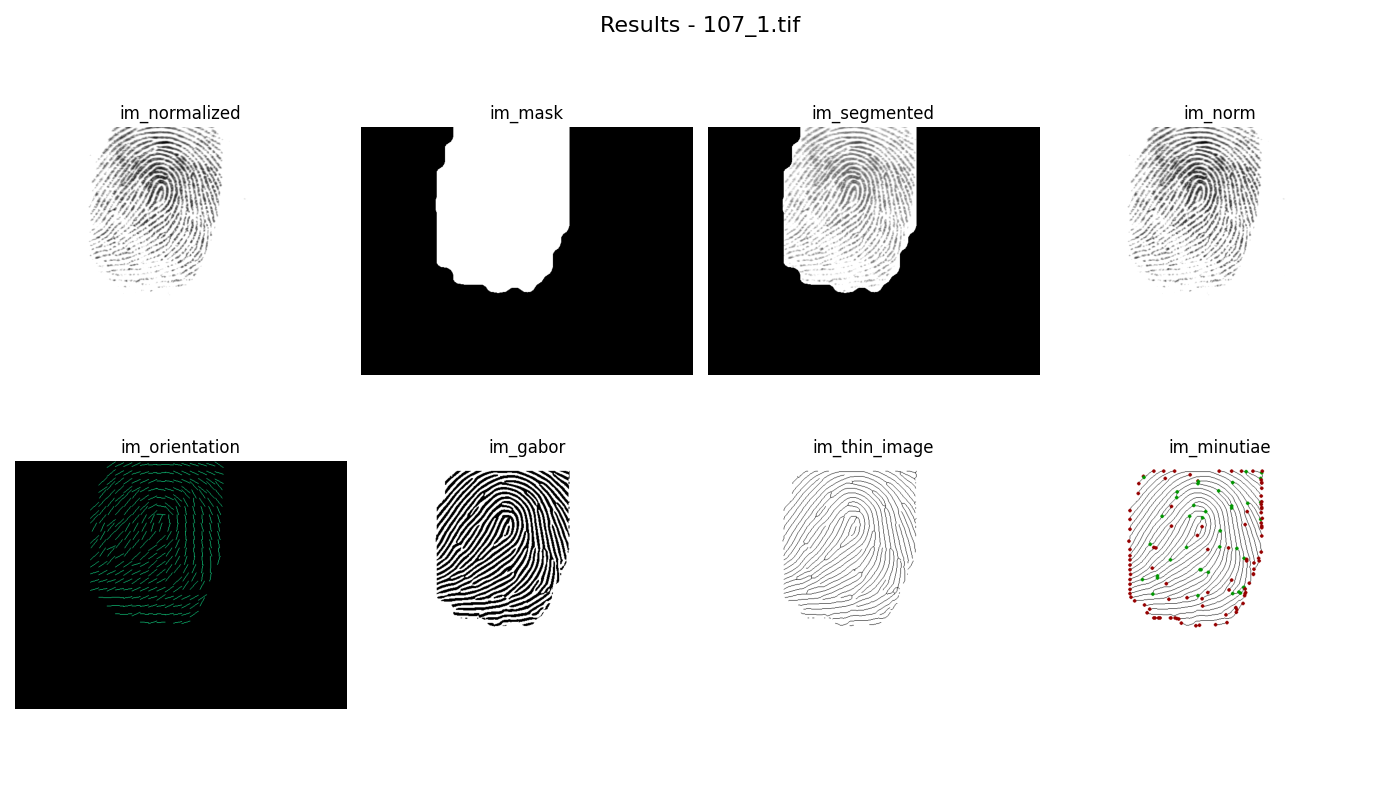 Results - 107_1.tif
im_normalized
im_mask
im_segmented
im_norm
im_orientation
im_gabor
im_thin_image
im_minutiae